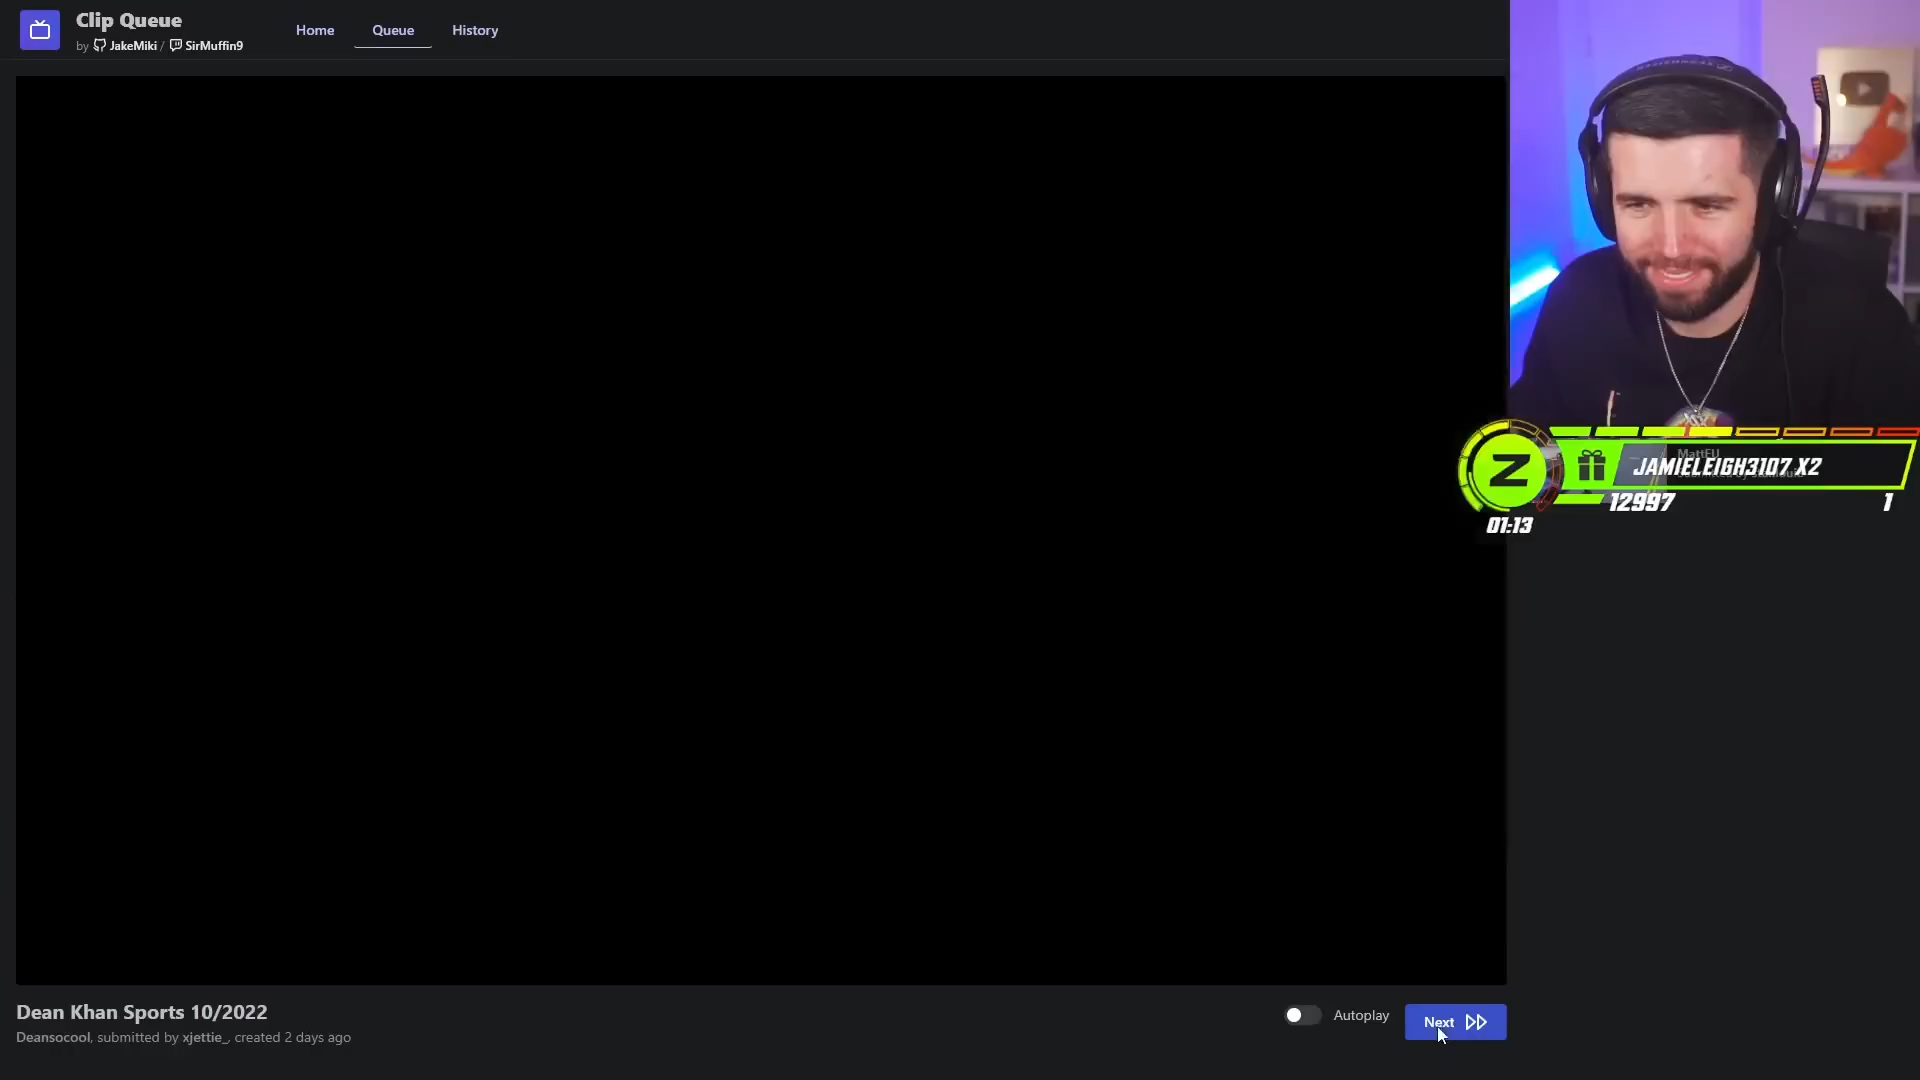 Clip Queue
by JakeMiki / SirMuffin9
Home
Queue
History
MattEU
JAMIELEIGH3107 X2
12997
1
01:13
Z
Dean Khan Sports 10/2022
Deansocool, submitted by xjettie_, created 2 days ago
Autoplay
Next